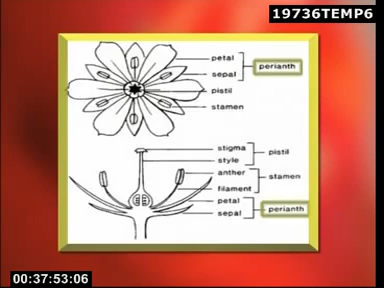 19736TEMP6
petal
sepal
perianth
pistil
stamen
stigma
style
pistil
anther
filament
stamen
petal
sepal
perianth
00:37:53:06